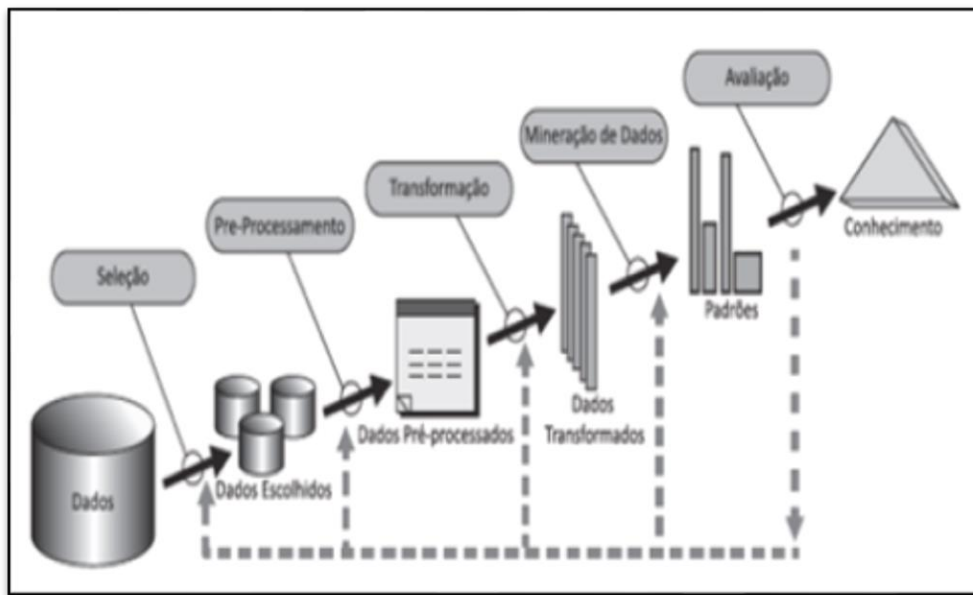 Avaliação
Mineração de Dados
Transformação
Pre-Processamento
Seleção
Conhecimento
Padrões
Dados
Transformados
Dados Pré-processados
Dados Escolhidos
Dados